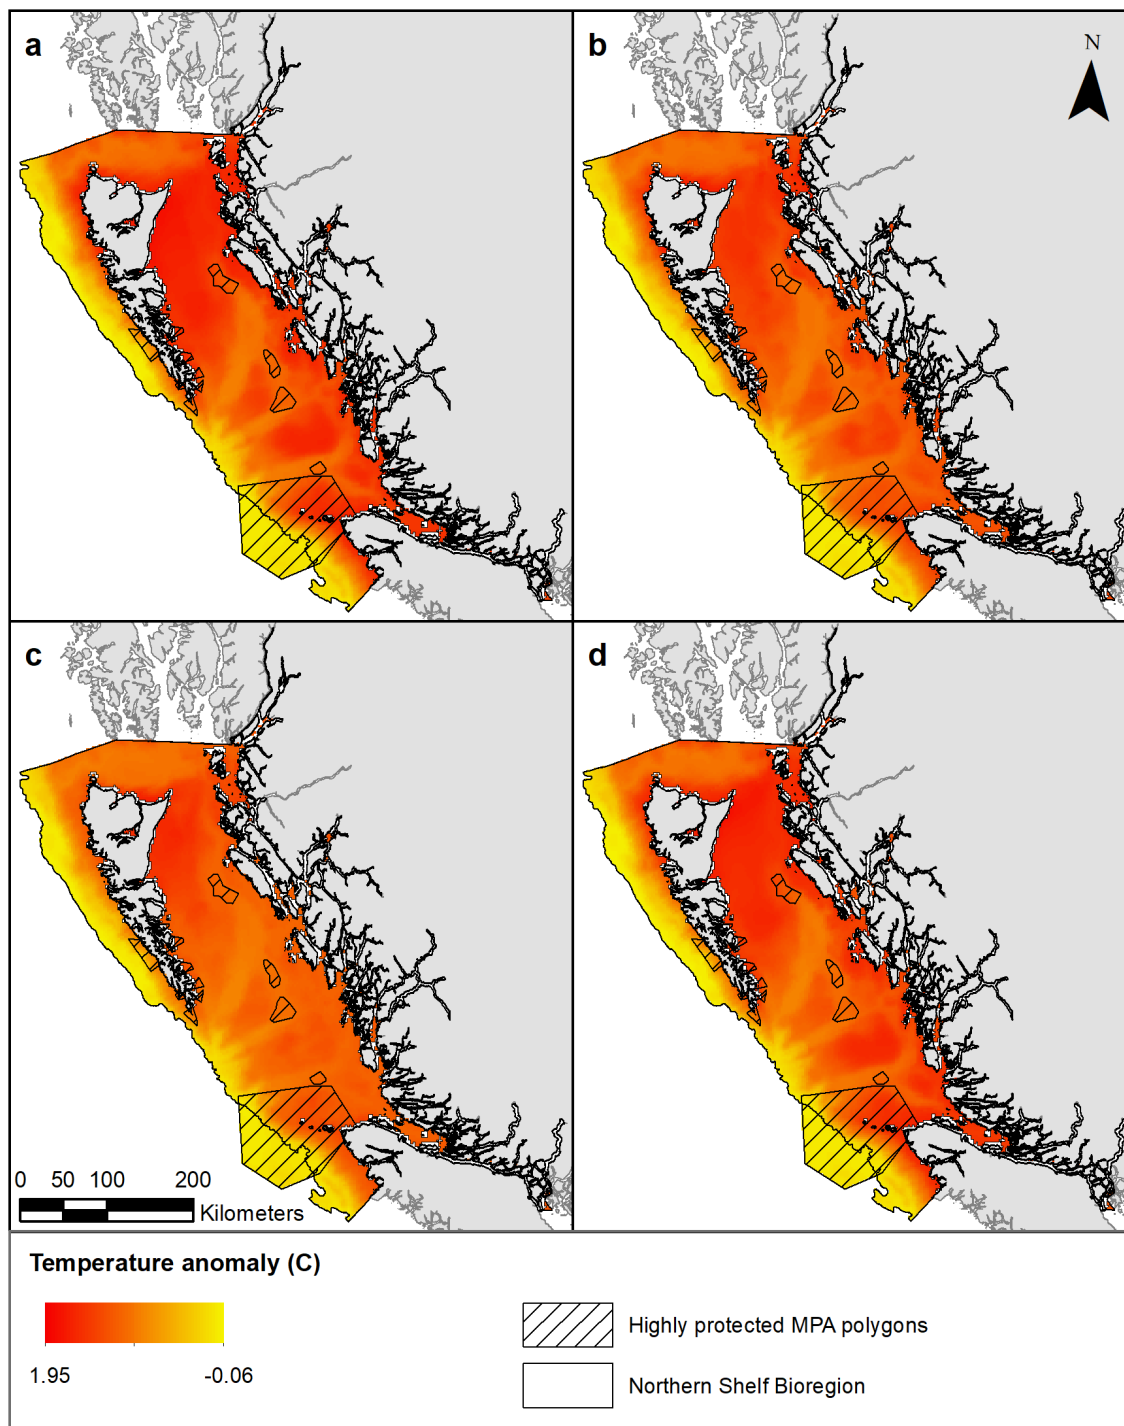 a
b
N
c
d
0 50 100 200
Kilometers
Temperature anomaly (C)
1.95 -0.06
Highly protected MPA polygons
Northern Shelf Bioregion